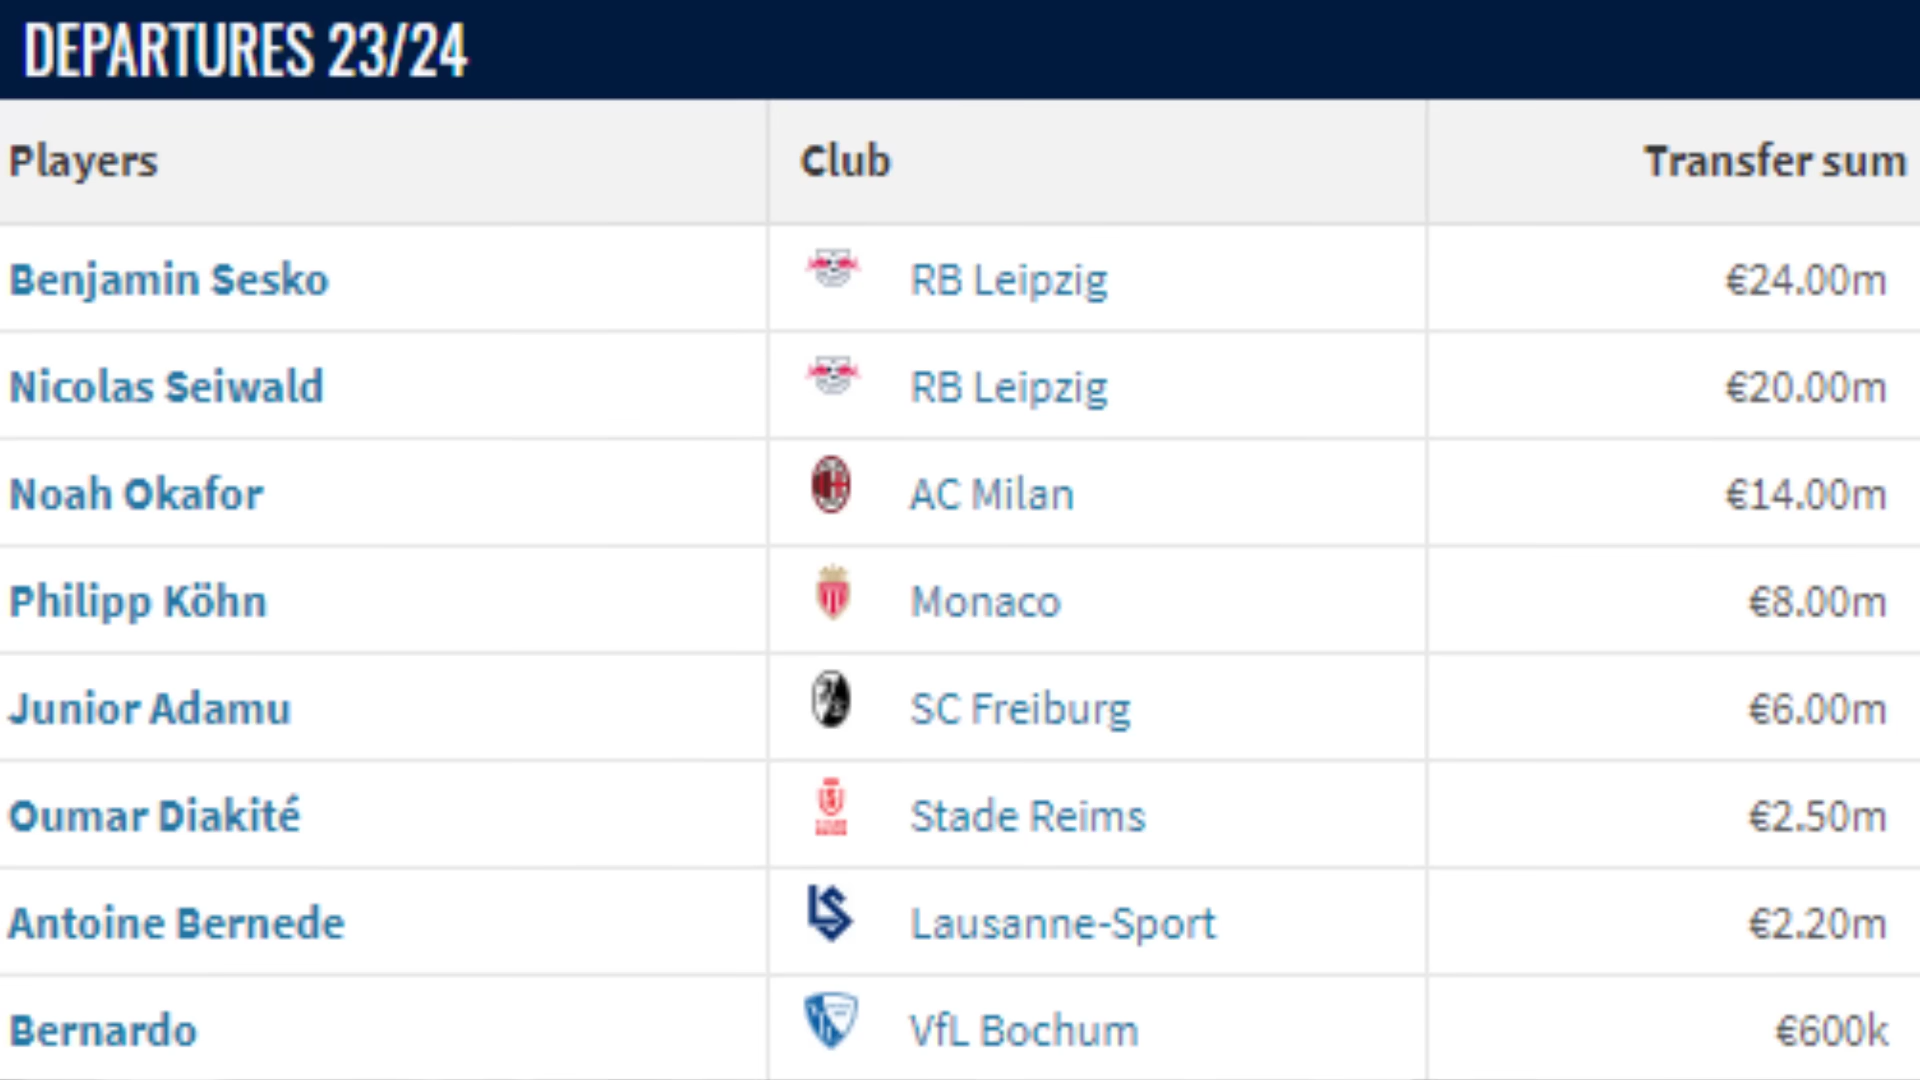 DEPARTURES 23/24
Players Club Transfer sum
Benjamin Sesko RB Leipzig €24.00m
Nicolas Seiwald RB Leipzig €20.00m
Noah Okafor AC Milan €14.00m
Philipp Köhn Monaco €8.00m
Junior Adamu SC Freiburg €6.00m
Oumar Diakité Stade Reims €2.50m
Antoine Bernede Lausanne-Sport €2.20m
Bernardo VfL Bochum €600k